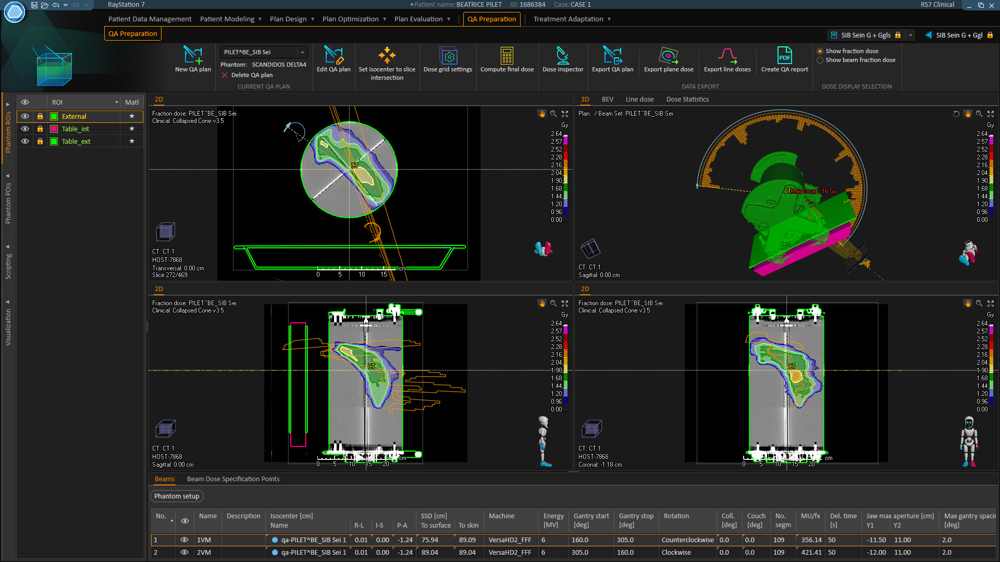 RayStation 7
*Patient name: BEATRICE PILET ID: 1686384 Case: CASE 1
RS7 Clinical
Patient Data Management Patient Modeling Plan Design Plan Optimization Plan Evaluation QA Preparation Treatment Adaptation
QA Preparation
SIB Sein G + Ggls
SIB Sein G + Ggl
New QA plan
PILET^BE_SIB Sei
Phantom: SCANDIDOS DELTA4
Delete QA plan
CURRENT QA PLAN
Edit QA plan
Set isocenter to slice
intersection
Dose grid settings
Compute final dose
Dose inspector
Export QA plan
Export plane dose
Export line doses
Create QA report
DATA EXPORT
Show fraction dose
Show beam fraction dose
DOSE DISPLAY SELECTION
Phantom ROIs
Phantom POIs
Scripting
Visualization
ROI Matl
External
Table_int
Table_ext
2D
Fraction dose: PILET^BE_SIB Sei
Clinical: Collapsed Cone v3.5
CT
Gy
2.64
2.57
2.52
2.28
2.16
2.04
1.90
1.68
1.44
1.20
0.96
0.00
CT: CT 1
HOST-7868
Transversal: 0.00 cm
Slice 272/469
0 5 10 15 cm
3D BEV Line dose Dose Statistics
Plan: / Beam Set: PILET^BE_SIB Sei
CT Max Dose 2.16 Gy
Gy
2.64
2.57
2.52
2.28
2.16
2.04
1.90
1.68
1.44
1.20
0.96
0.00
CT: CT 1
Sagittal: 0.00 cm
2D
Fraction dose: PILET^BE_SIB Sei
Clinical: Collapsed Cone v3.5
CT
Gy
2.64
2.57
2.52
2.28
2.16
2.04
1.90
1.68
1.44
1.20
0.96
0.00
CT: CT 1
HOST-7868
Sagittal: 0.00 cm
0 5 10 15 20 cm
2D
Fraction dose: PILET^BE_SIB Sei
Clinical: Collapsed Cone v3.5
CT
Gy
2.64
2.57
2.52
2.28
2.16
2.04
1.90
1.68
1.44
1.20
0.96
0.00
CT: CT 1
HOST-7868
Coronal: -1.18 cm
0 5 10 15 20 cm
Beams Beam Dose Specification Points
Phantom setup
No. Name Description Isocenter [cm] SSD [cm] Machine Energy Gantry start Gantry stop Rotation Coll. Couch No. MU/fx Del. time Jaw max aperture [cm] Max gantry spacin
Name R-L I-S P-A To surface To skin [MV] [deg] [deg] [deg] [deg] segm [s] Y1 Y2 [deg]
1 1VM qa-PILET^BE_SIB Sei 1 0.01 0.00 -1.24 75.94 89.09 VersaHD2_FFF 6 160.0 305.0 Counterclockwise 0.0 0.0 109 356.14 50 -11.50 11.00 2.0
2 2VM qa-PILET^BE_SIB Sei 1 0.01 0.00 -1.24 89.04 89.04 VersaHD2_FFF 6 305.0 160.0 Clockwise 0.0 0.0 109 421.41 50 -12.00 11.00 2.0